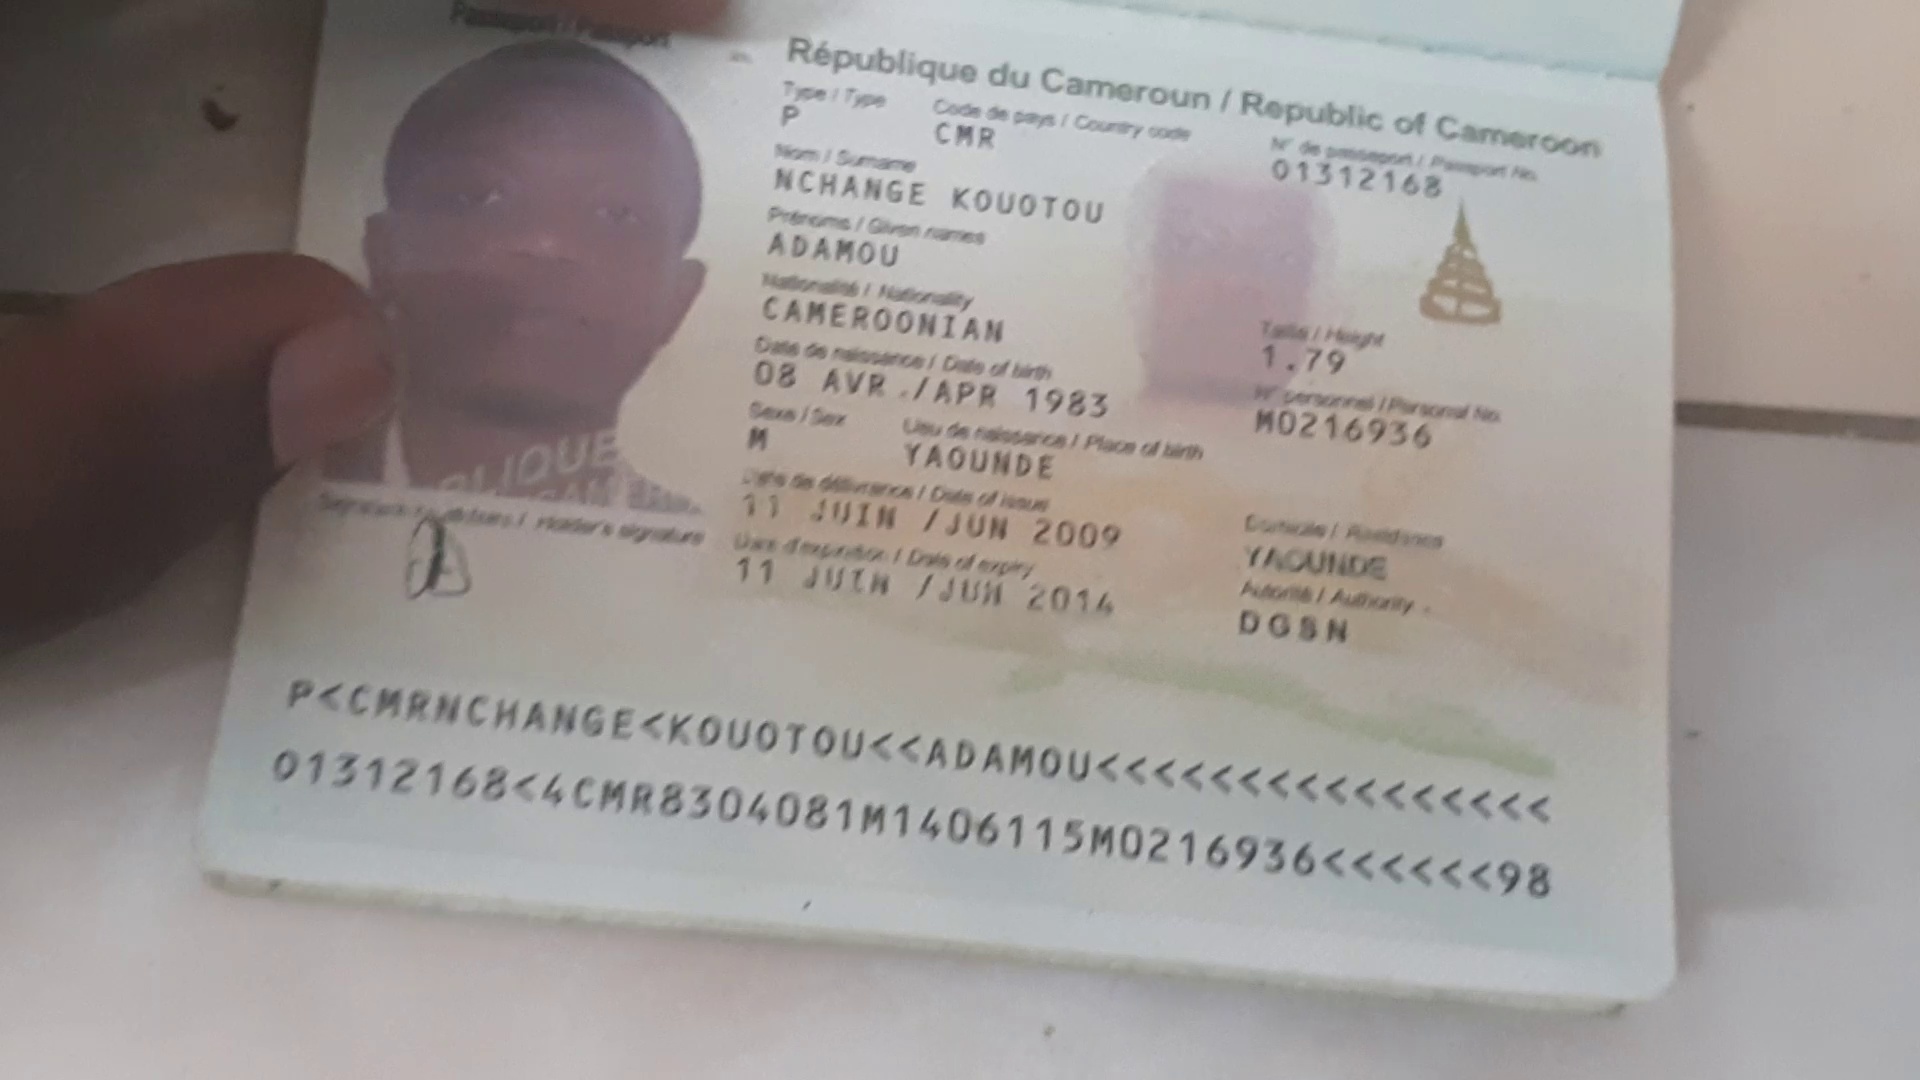 Passeport / Passport
République du Cameroun / Republic of Cameroon
Type / Type
Code de pays / Country code
N° de passeport / Passport No.
P
CMR
01312168
Nom / Surname
NCHANGE KOUOTOU
Prénoms / Given names
ADAMOU
Nationalité / Nationality
CAMEROONIAN
Taille / Height
1.79
Date de naissance / Date of birth
08 AVR./APR 1983
N° personnel / Personal No.
M0216936
Sexe / Sex
Lieu de naissance / Place of birth
M
YAOUNDE
Date de délivrance / Date of issue
11 JUIN /JUN 2009
Domicile / Residence
YAOUNDE
Date d'expiration / Date of expiry
11 JUIN /JUN 2014
Autorité / Authority
DGSN
LIQUE
holder's signature
P<CMRNCHANGE<KOUOTOU<<ADAMOU<<<<<<<<<<<<<<<<
01312168<4CMR8304081M1406115M0216936<<<<<<98